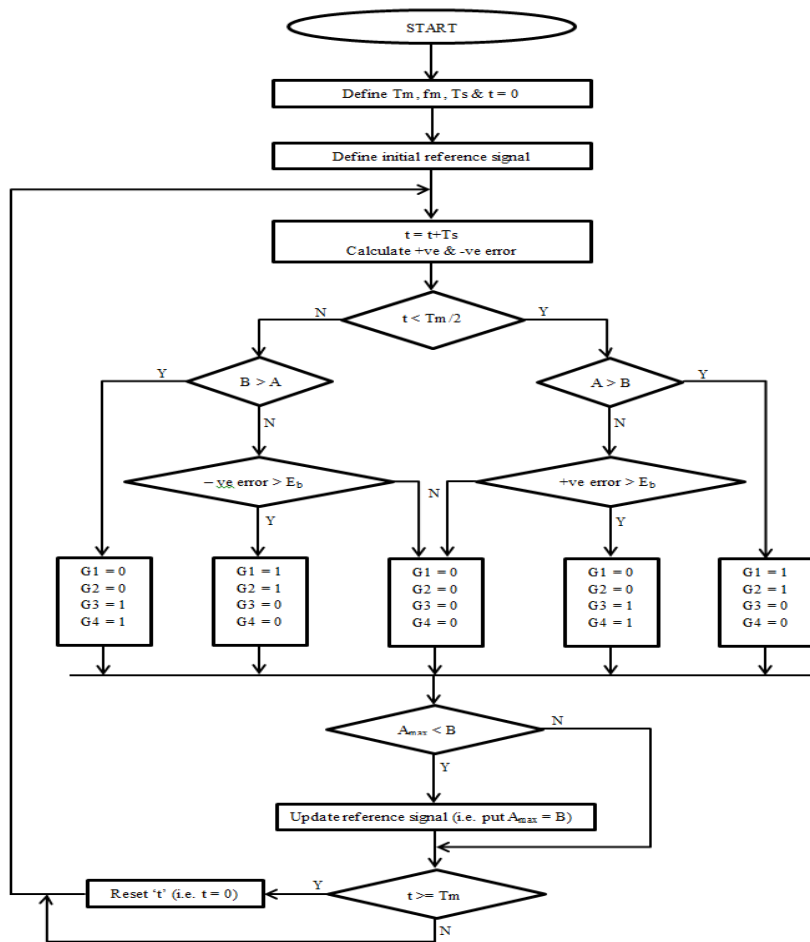 START
Define Tm, fm, Ts & t = 0
Define initial reference signal
t = t+Ts
Calculate +ve & -ve error
N
t < Tm/2
Y
Y
B > A
A > B
Y
N
N
– ve error > Eb
N
+ve error > Eb
Y
Y
G1 = 0
G2 = 0
G3 = 1
G4 = 1
G1 = 1
G2 = 1
G3 = 0
G4 = 0
G1 = 0
G2 = 0
G3 = 0
G4 = 0
G1 = 0
G2 = 0
G3 = 1
G4 = 1
G1 = 1
G2 = 1
G3 = 0
G4 = 0
Amax < B
N
Y
Update reference signal (i.e. put Amax = B)
Reset ‘t’ (i.e. t = 0)
Y
t >= Tm
N